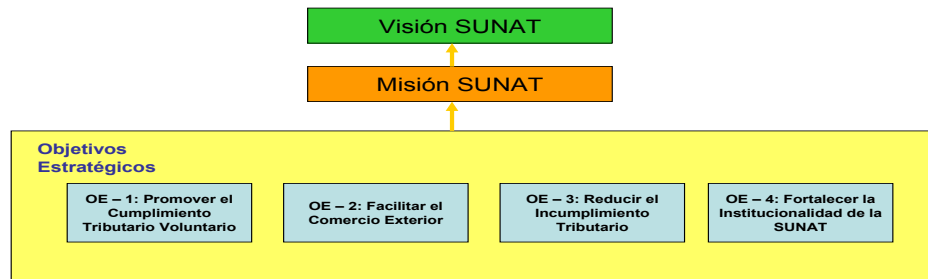 Visión SUNAT
Misión SUNAT
Objetivos
Estratégicos
OE – 1: Promover el
Cumplimiento
Tributario Voluntario
OE – 2: Facilitar el
Comercio Exterior
OE – 3: Reducir el
Incumplimiento
Tributario
OE – 4: Fortalecer la
Institucionalidad de la
SUNAT